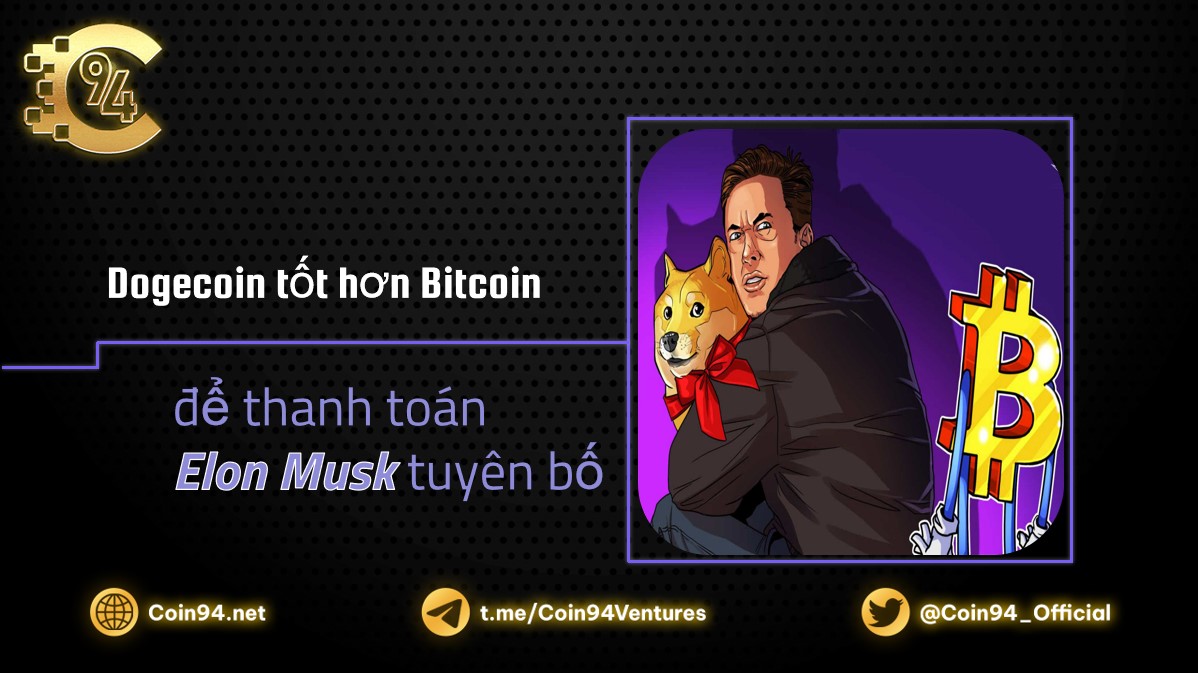 94
Dogecoin tốt hơn Bitcoin
để thanh toán
Elon Musk tuyên bố
Coin94.net
t.me/Coin94Ventures
@Coin94_Official